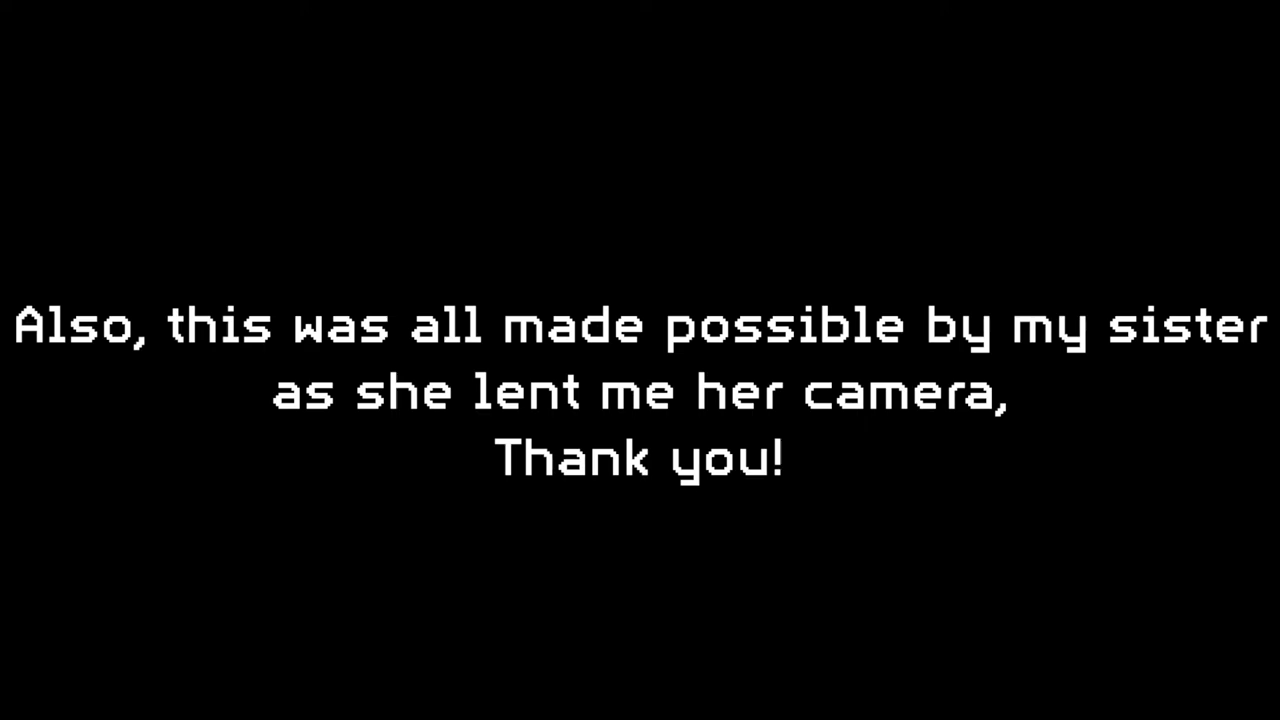 Also, this was all made possible by my sister
as she lent me her camera,
Thank you!